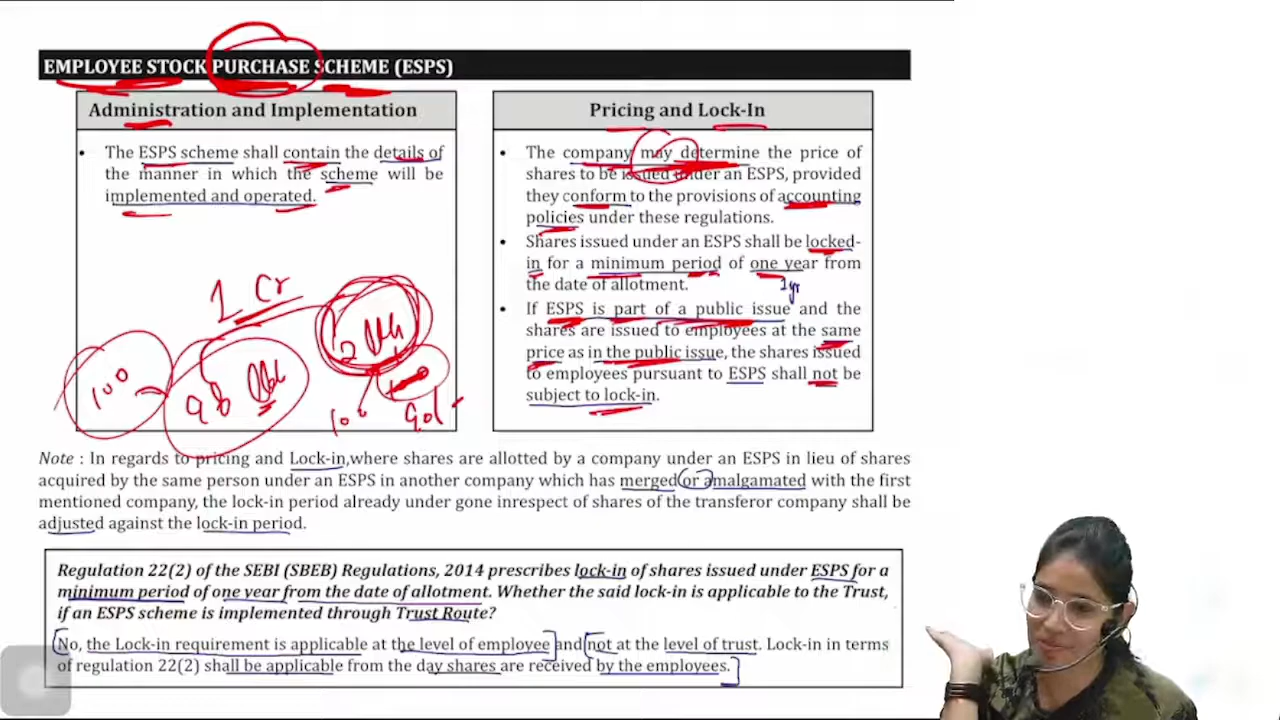 EMPLOYEE STOCK PURCHASE SCHEME (ESPS)
Administration and Implementation
• The ESPS scheme shall contain the details of
the manner in which the scheme will be
implemented and operated.
1 Cr
100
98
2
10
90
Pricing and Lock-In
• The company may determine the price of
shares to be issued under an ESPS, provided
they conform to the provisions of accounting
policies under these regulations.
• Shares issued under an ESPS shall be locked-
in for a minimum period of one year from
the date of allotment.
1yr
• If ESPS is part of a public issue and the
shares are issued to employees at the same
price as in the public issue, the shares issued
to employees pursuant to ESPS shall not be
subject to lock-in.
Note : In regards to pricing and Lock-in,where shares are allotted by a company under an ESPS in lieu of shares
acquired by the same person under an ESPS in another company which has merged or amalgamated with the first
mentioned company, the lock-in period already under gone inrespect of shares of the transferor company shall be
adjusted against the lock-in period.
Regulation 22(2) of the SEBI (SBEB) Regulations, 2014 prescribes lock-in of shares issued under ESPS for a
minimum period of one year from the date of allotment. Whether the said lock-in is applicable to the Trust,
if an ESPS scheme is implemented through Trust Route?
No, the Lock-in requirement is applicable at the level of employee and not at the level of trust. Lock-in in terms
of regulation 22(2) shall be applicable from the day shares are received by the employees.